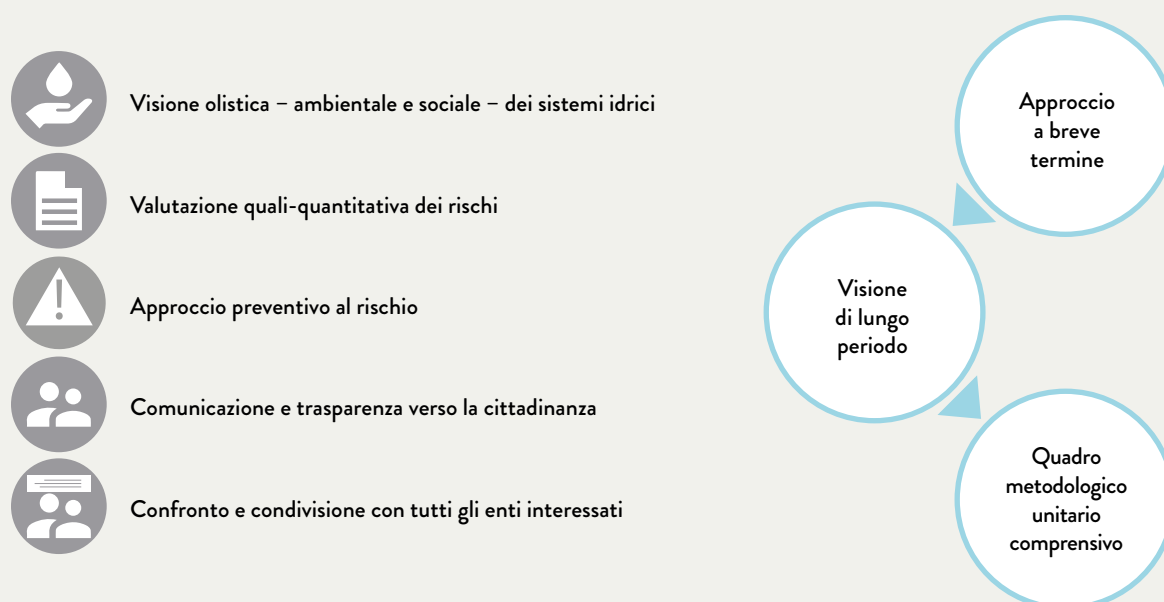 Visione olistica – ambientale e sociale – dei sistemi idrici
Valutazione quali-quantitativa dei rischi
Approccio preventivo al rischio
Comunicazione e trasparenza verso la cittadinanza
Confronto e condivisione con tutti gli enti interessati
Approccio
a breve
termine
Visione
di lungo
periodo
Quadro
metodologico
unitario
comprensivo